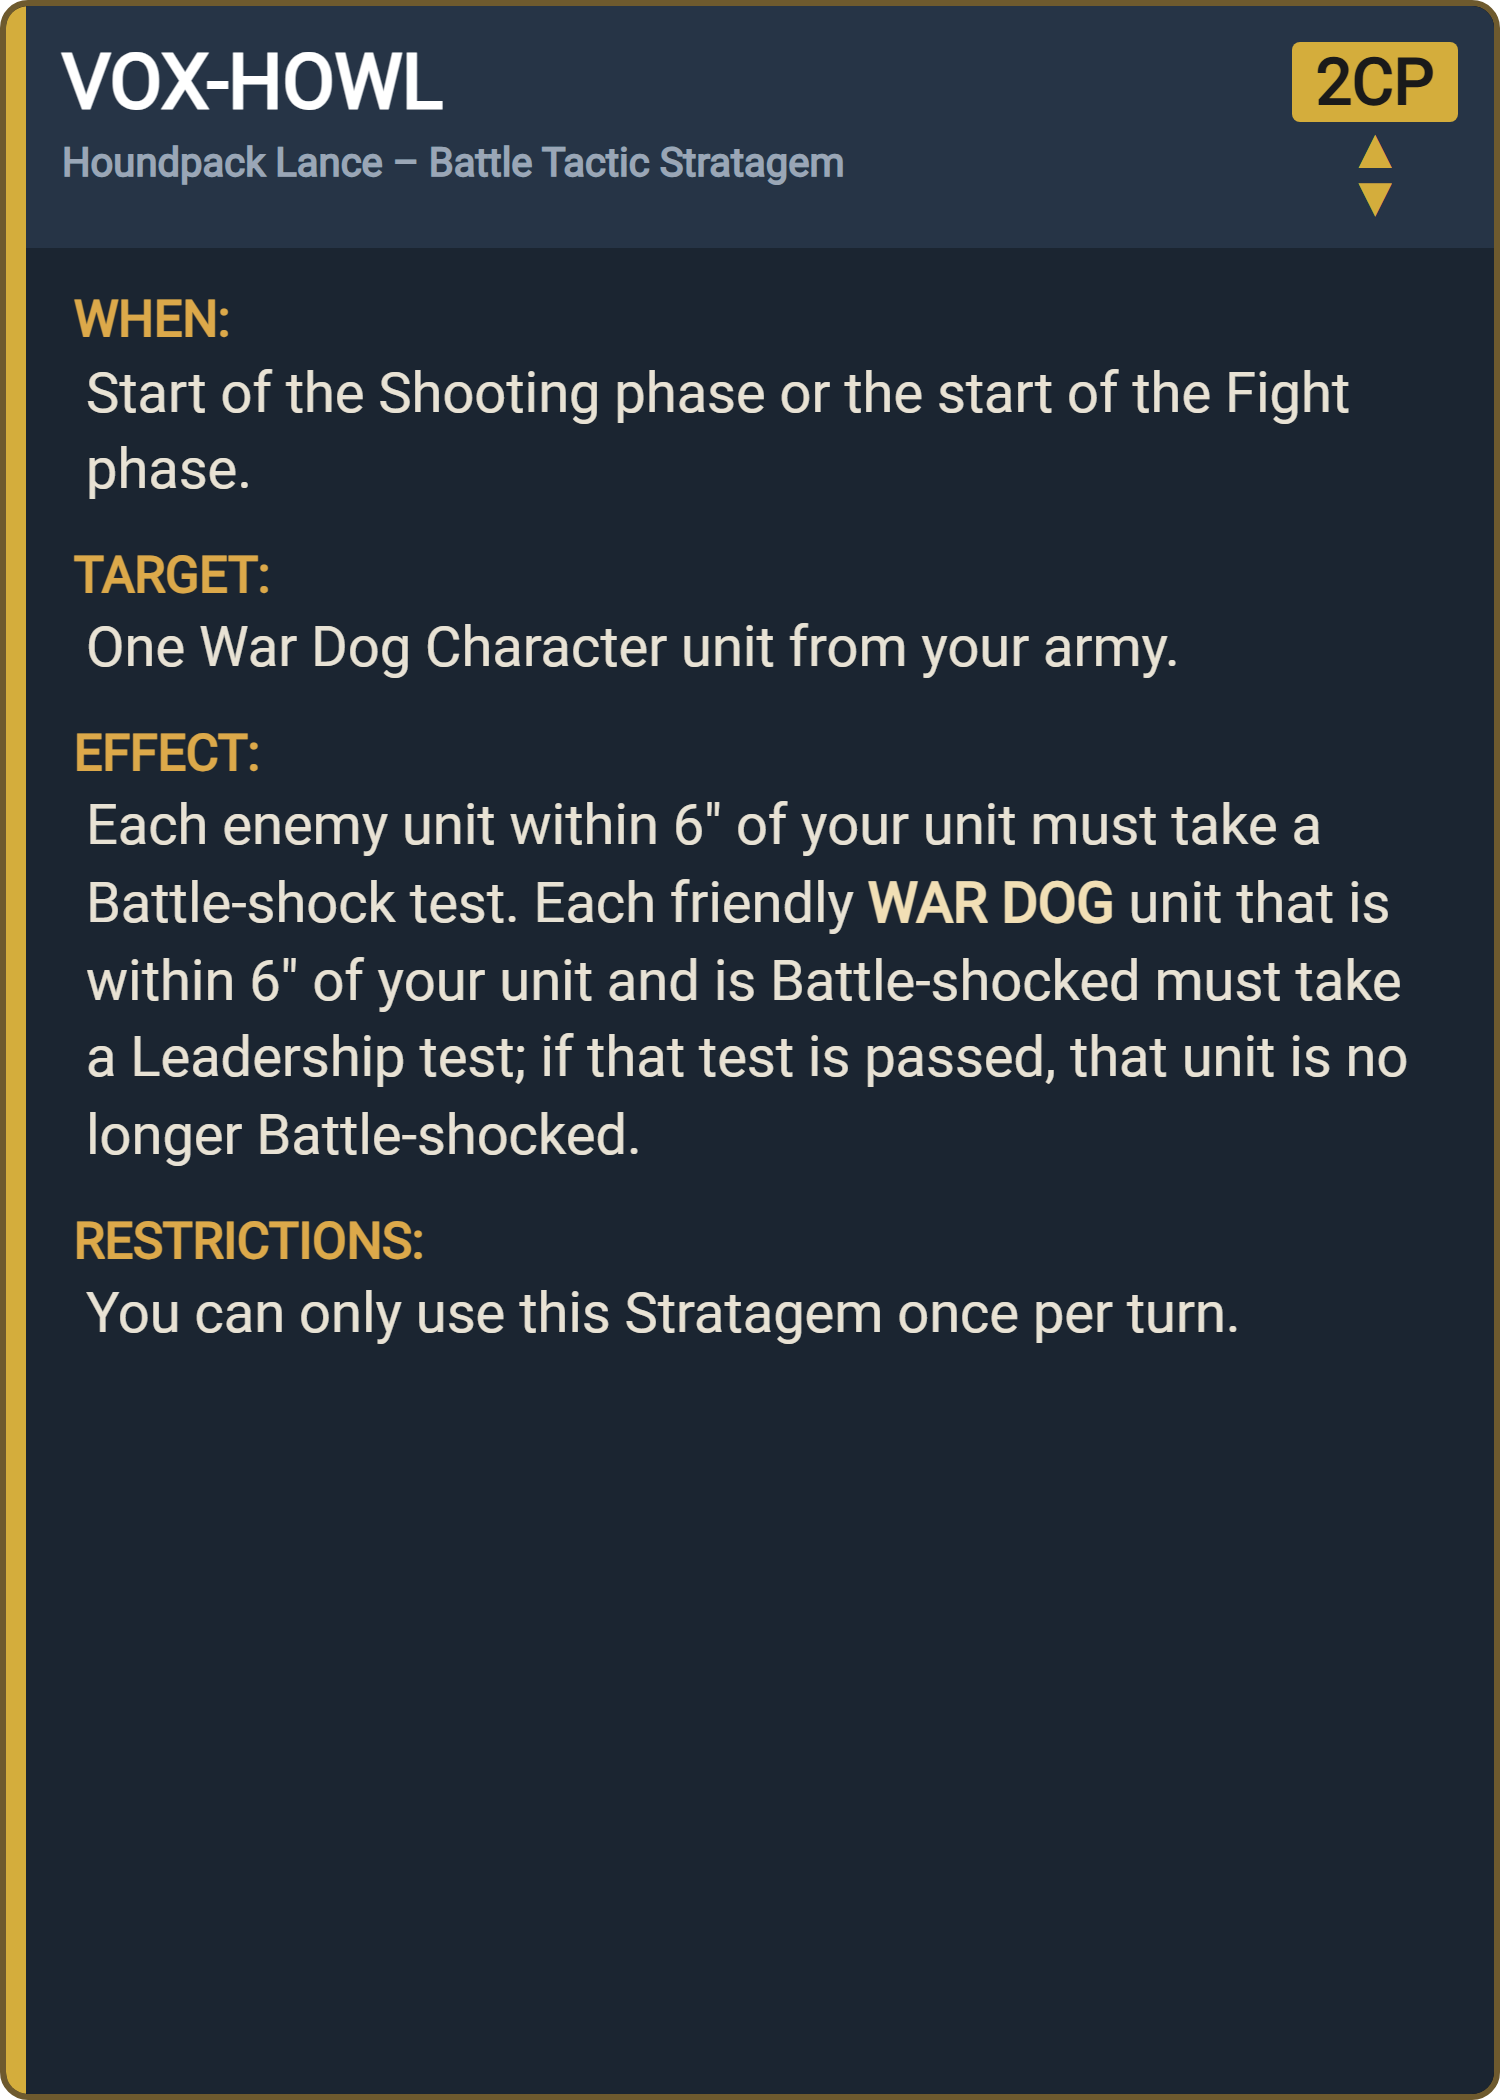 VOX-HOWL
2CP
Houndpack Lance – Battle Tactic Stratagem
WHEN:
Start of the Shooting phase or the start of the Fight
phase.
TARGET:
One War Dog Character unit from your army.
EFFECT:
Each enemy unit within 6" of your unit must take a
Battle-shock test. Each friendly WAR DOG unit that is
within 6" of your unit and is Battle-shocked must take
a Leadership test; if that test is passed, that unit is no
longer Battle-shocked.
RESTRICTIONS:
You can only use this Stratagem once per turn.